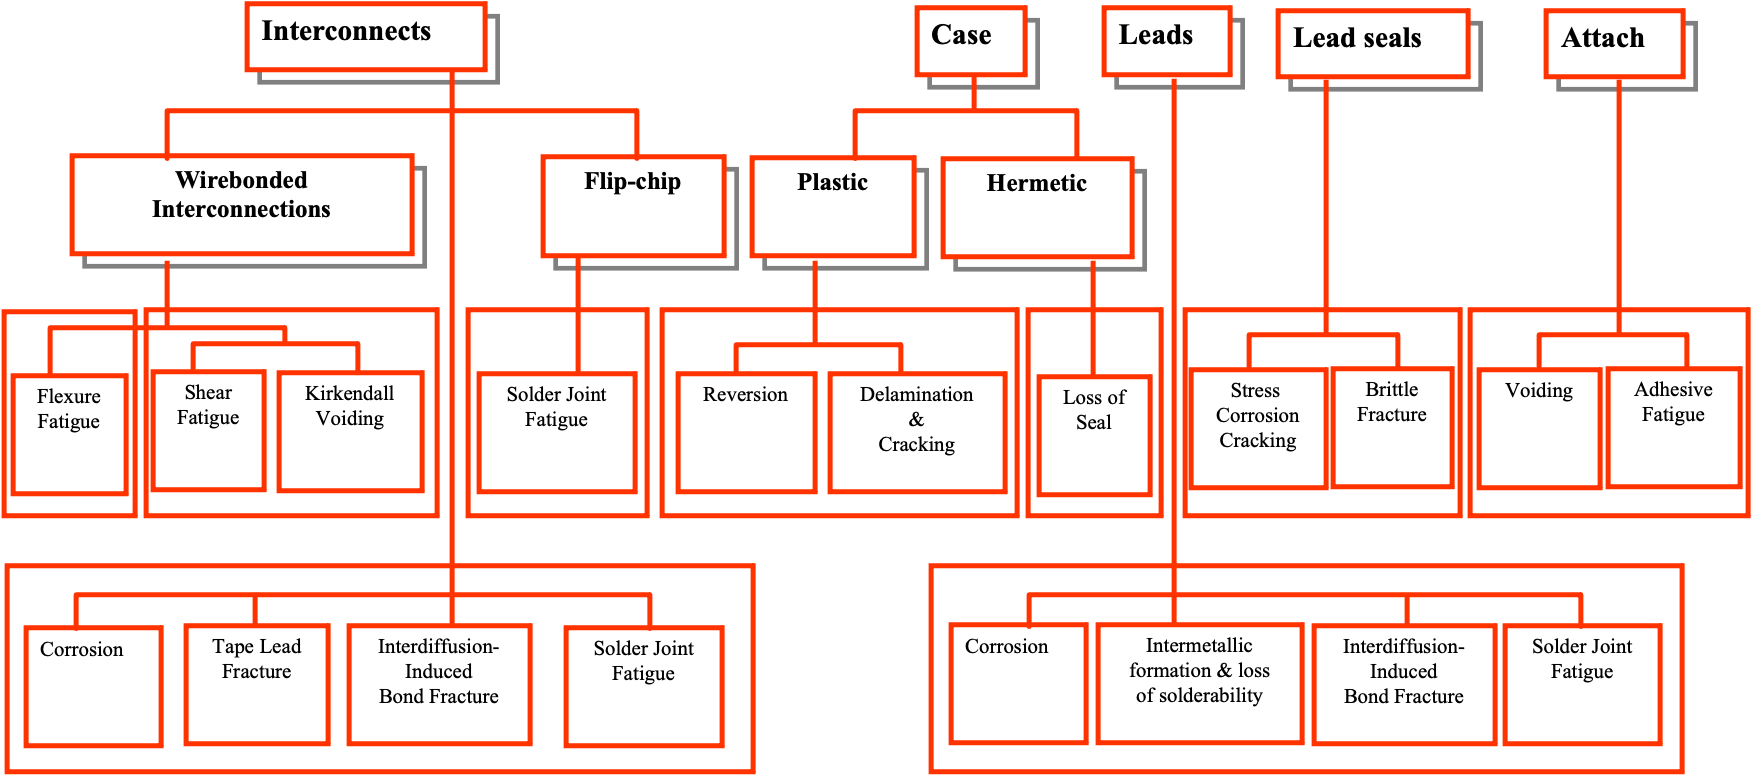 Interconnects
Case
Leads
Lead seals
Attach
Wirebonded
Interconnections
Flip-chip
Plastic
Hermetic
Flexure
Fatigue
Shear
Fatigue
Kirkendall
Voiding
Solder Joint
Fatigue
Reversion
Delamination
&
Cracking
Loss of
Seal
Stress
Corrosion
Cracking
Brittle
Fracture
Voiding
Adhesive
Fatigue
Corrosion
Tape Lead
Fracture
Interdiffusion-
Induced
Bond Fracture
Solder Joint
Fatigue
Corrosion
Intermetallic
formation & loss
of solderability
Interdiffusion-
Induced
Bond Fracture
Solder Joint
Fatigue